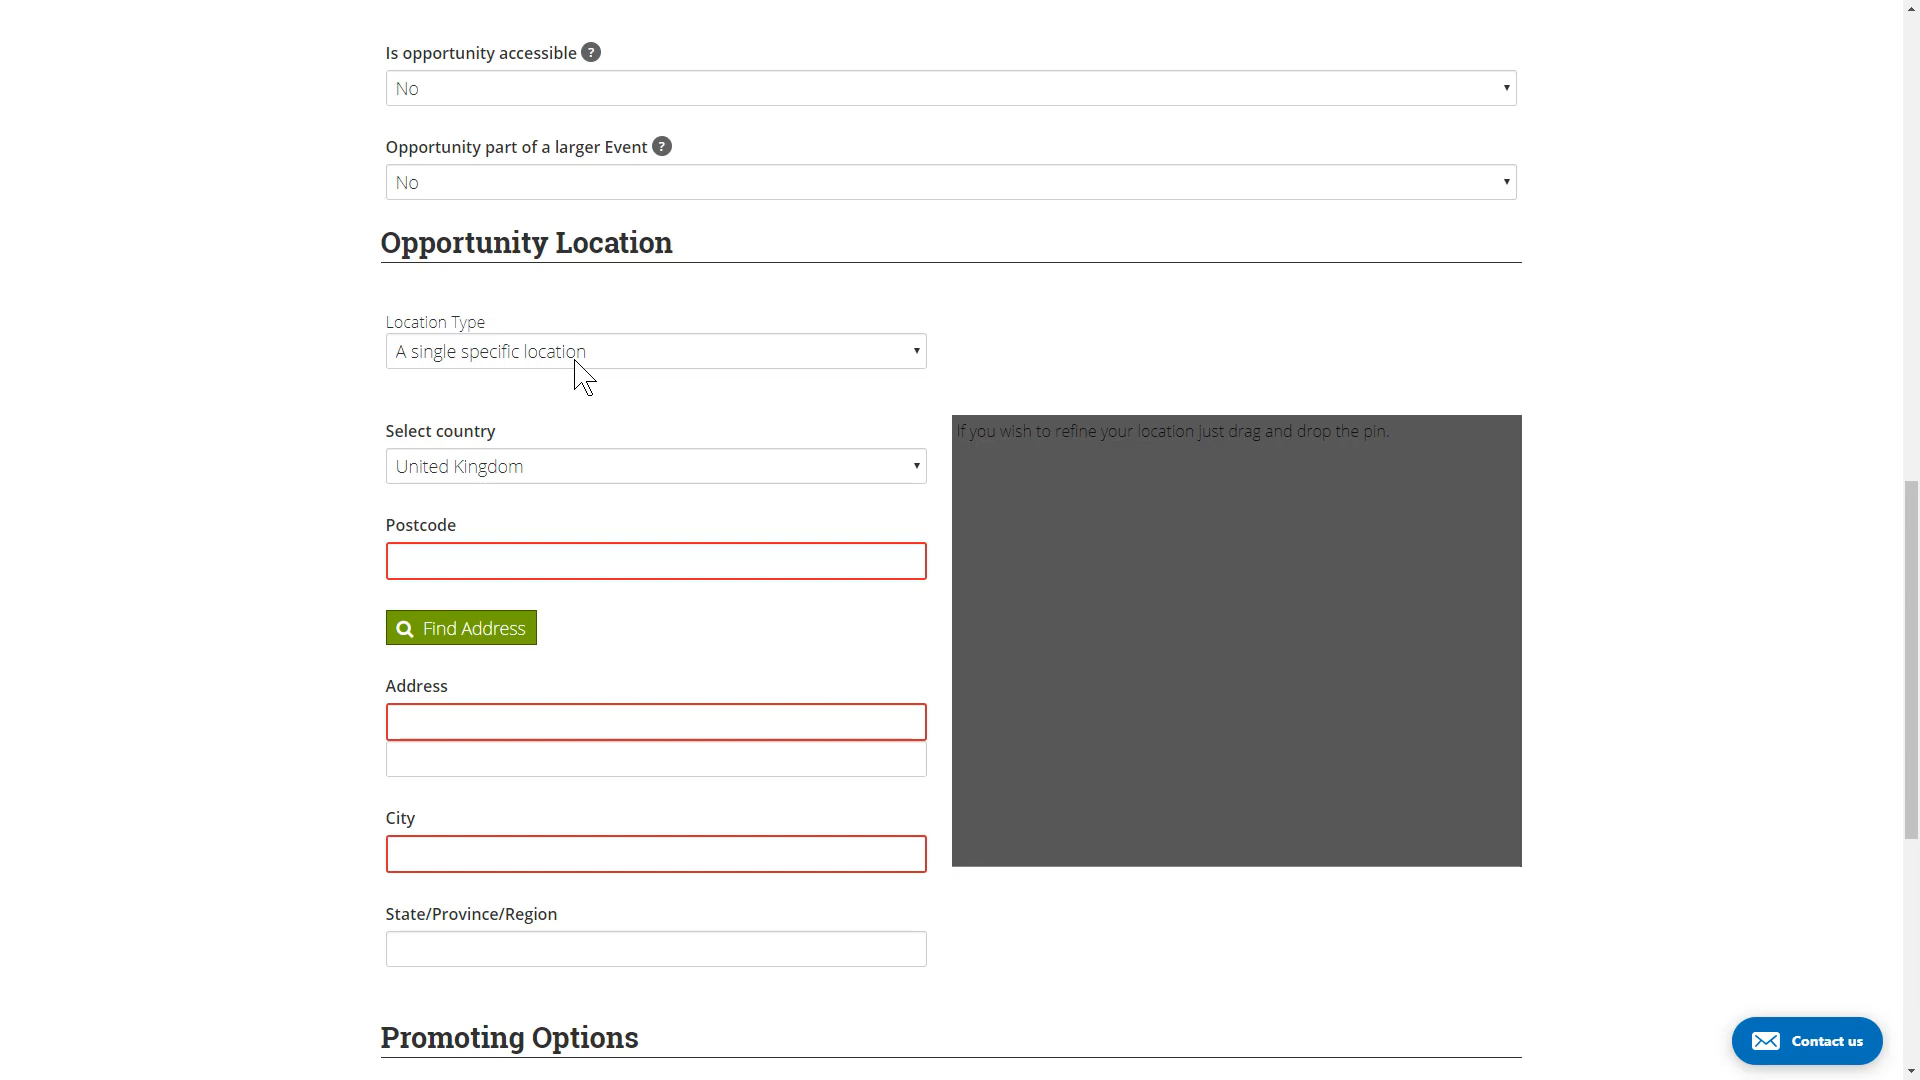 Is opportunity accessible ?
No
Opportunity part of a larger Event ?
No
Opportunity Location
Location Type
A single specific location
Select country
United Kingdom
If you wish to refine your location just drag and drop the pin.
Postcode
Find Address
Address
City
State/Province/Region
Promoting Options
Contact us